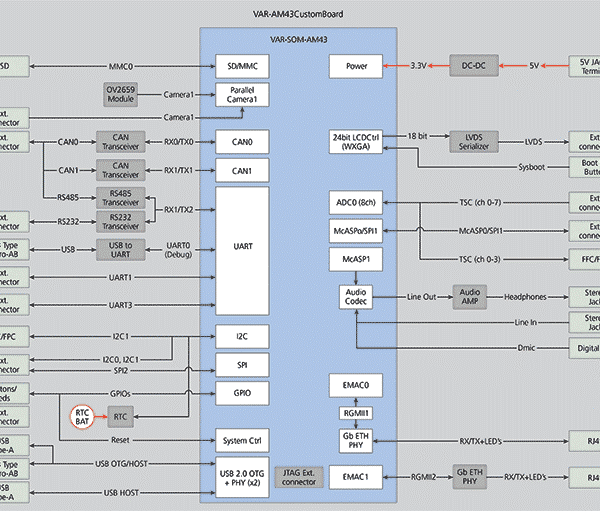 VAR-AM43CustomBoard
VAR-SOM-AM43
SD
MMC0
SD/MMC
Power
3.3V
DC-DC
5V
5V JA
Termi
OV2659
Module
Camera1
Parallel
Camera1
Camera1
Ext.
nector
CAN0
CAN
Transceiver
RX0/TX0
CAN0
24bit LCDCtrl
(WXGA)
18 bit
LVDS
Serializer
LVDS
Ext
conne
Sysboot
Boot
Butt
CAN1
CAN
Transceiver
RX1/TX1
CAN1
RS485
RS485
Transceiver
RX1/TX2
RS232
RS232
Transceiver
Ext.
nector
UART
ADC0 (8ch)
TSC (ch 0-7)
Ext
conne
McASPo/SPI1
McASP0/SPI1
Ext
conne
Type
ro-AB
USB
USB to
UART
UART0
(Debug)
McASP1
TSC (ch 0-3)
FFC/F
Ext.
nector
UART1
Audio
Codec
Line Out
Audio
AMP
Headphones
Stere
Jac
Ext.
nector
UART3
Line In
Stere
Jac
/FPC
I2C1
I2C
Dmic
Digital
Ext.
nector
I2C0, I2C1
SPI2
SPI
tons/
eds
GPIOs
GPIO
EMAC0
Ext.
nector
RTC
BAT
RTC
RGMII1
Reset
System Ctrl
Gb ETH
PHY
RX/TX+LED's
RJ4
USB
pe-A
Type
ro-AB
USB OTG/HOST
USB 2.0 OTG
+ PHY (x2)
JTAG Ext.
connector
EMAC1
RGMII2
Gb ETH
PHY
RX/TX+LED's
RJ4
USB
pe-A
USB HOST